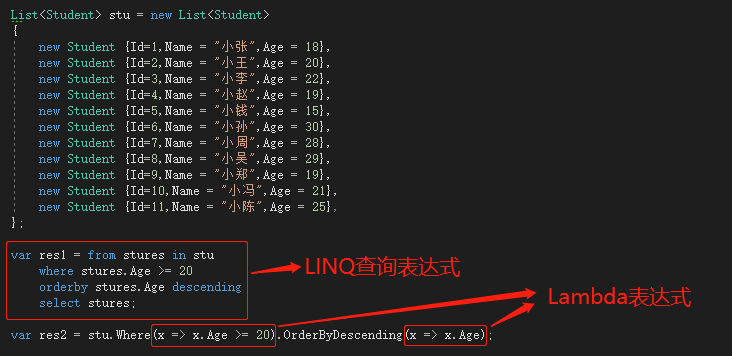 List<Student> stu = new List<Student>
{
new Student {Id=1,Name = "小张",Age = 18},
new Student {Id=2,Name = "小王",Age = 20},
new Student {Id=3,Name = "小李",Age = 22},
new Student {Id=4,Name = "小赵",Age = 19},
new Student {Id=5,Name = "小钱",Age = 15},
new Student {Id=6,Name = "小孙",Age = 30},
new Student {Id=7,Name = "小周",Age = 28},
new Student {Id=8,Name = "小吴",Age = 29},
new Student {Id=9,Name = "小郑",Age = 19},
new Student {Id=10,Name = "小冯",Age = 21},
new Student {Id=11,Name = "小陈",Age = 25},
};
var res1 = from stures in stu
LINQ查询表达式
where stures.Age >= 20
orderby stures.Age descending
select stures;
Lambda表达式
var res2 = stu.Where(x => x.Age >= 20).OrderByDescending(x => x.Age);